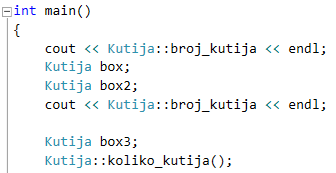 int main()
{
cout << Kutija::broj_kutija << endl;
Kutija box;
Kutija box2;
cout << Kutija::broj_kutija << endl;
Kutija box3;
Kutija::koliko_kutija();